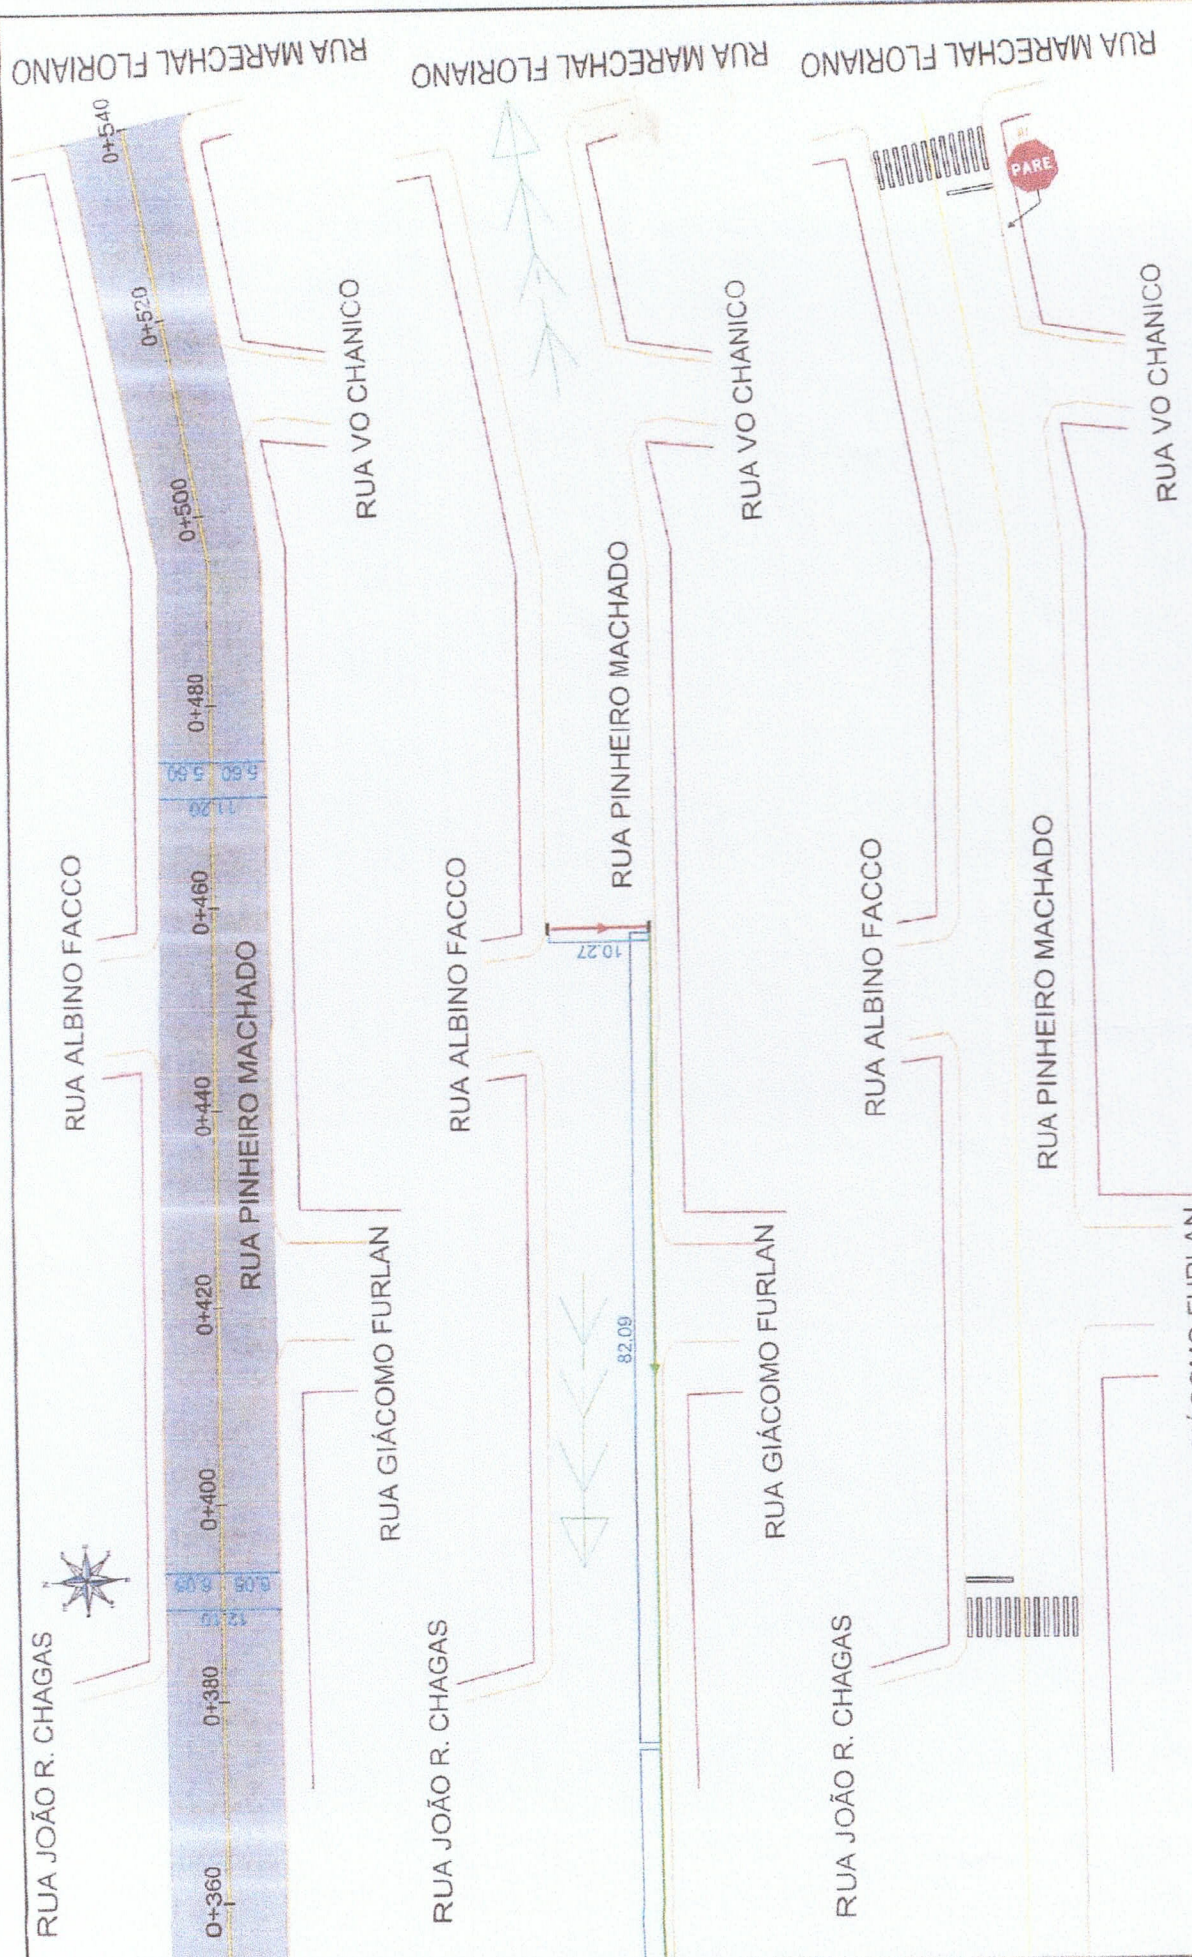 RUA JOÃO R. CHAGAS
RUA ALBINO FACCO
RUA MARECHAL FLORIANO
0+360
0+380
0+400
0+420
0+440
0+460
0+480
0+500
0+520
0+540
12.10
6.05
6.05
11.20
5.60
5.60
RUA PINHEIRO MACHADO
RUA GIÁCOMO FURLAN
RUA VO CHANICO
RUA JOÃO R. CHAGAS
RUA ALBINO FACCO
RUA MARECHAL FLORIANO
10.27
82.09
RUA PINHEIRO MACHADO
RUA GIÁCOMO FURLAN
RUA VO CHANICO
RUA JOÃO R. CHAGAS
RUA ALBINO FACCO
RUA MARECHAL FLORIANO
PARE
RUA PINHEIRO MACHADO
RUA VO CHANICO